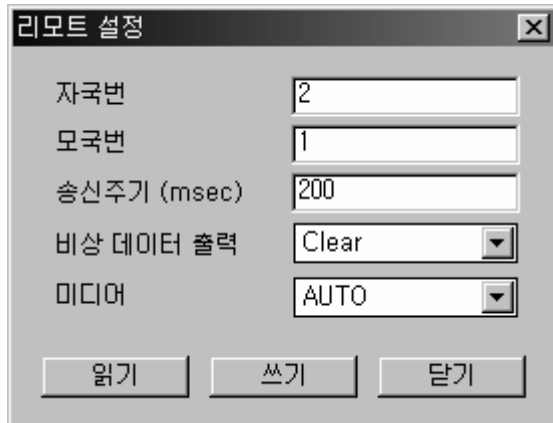 리모트 설정
자국번 2
모국번 1
송신주기 (msec) 200
비상 데이터 출력 Clear
미디어 AUTO
읽기 쓰기 닫기